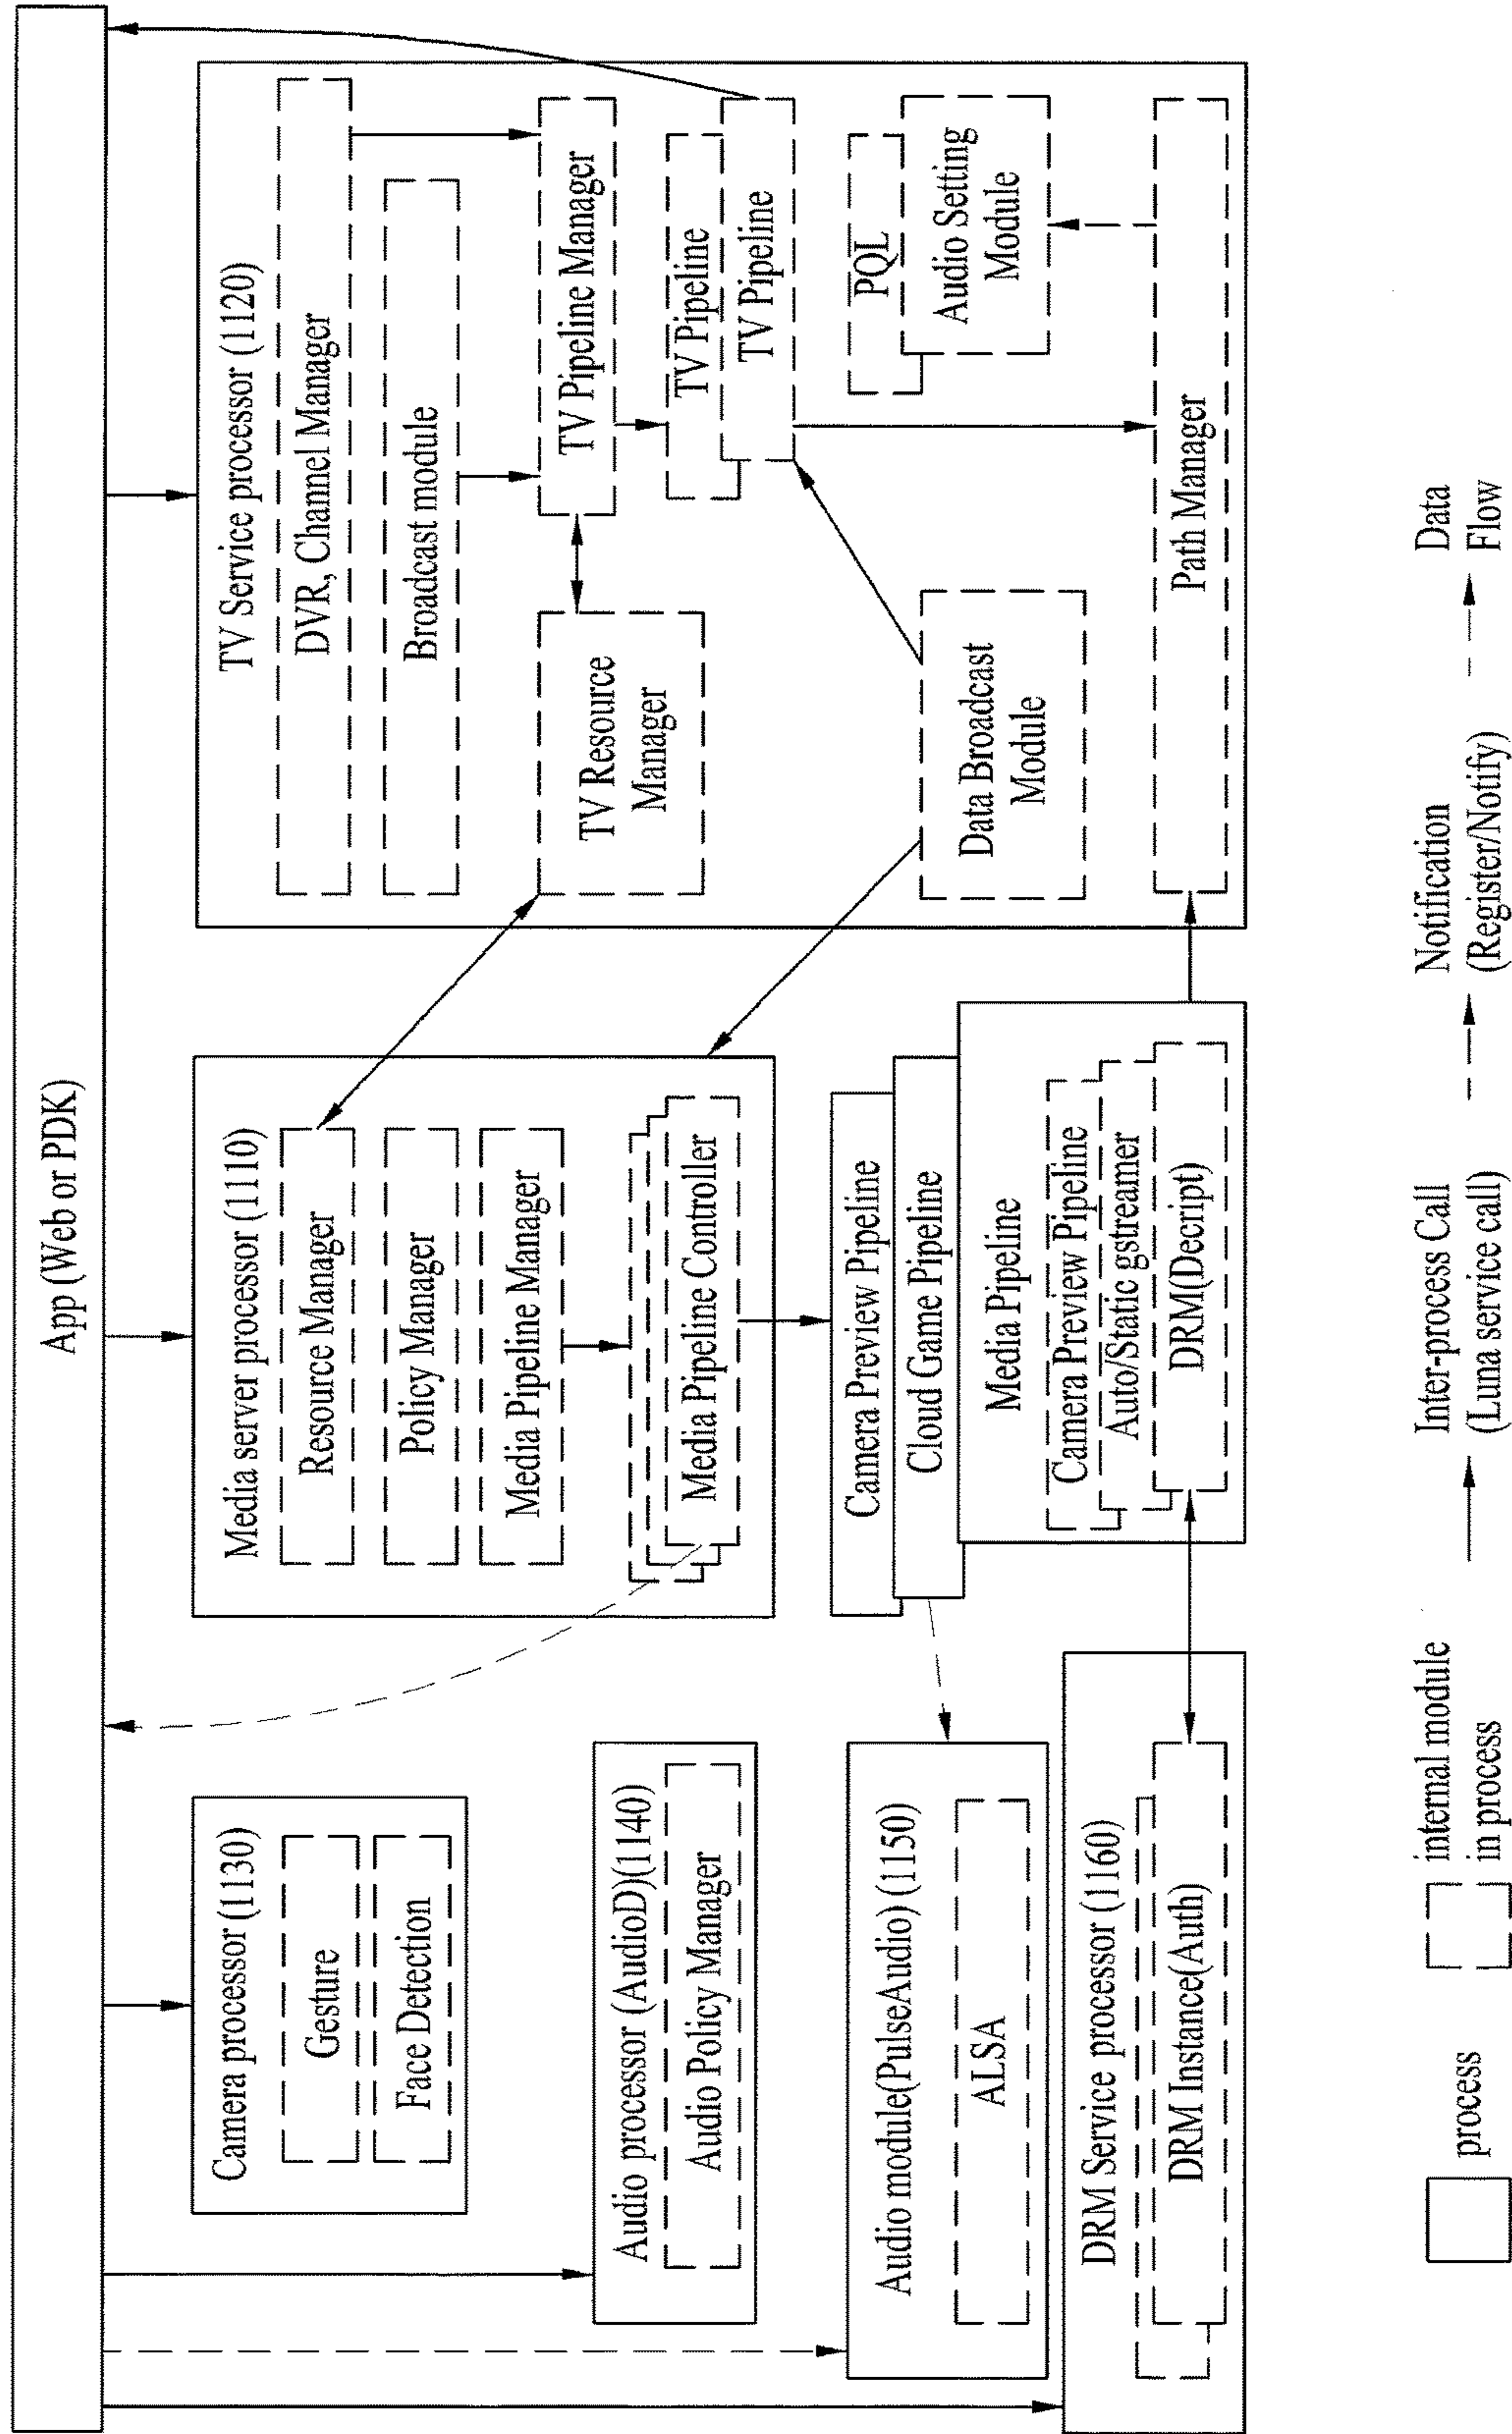 App (Web or PDK)
Camera processor (1130)
Gesture
Face Detection
Audio processor (AudioD)(1140)
Audio Policy Manager
Audio module(PulseAudio) (1150)
ALSA
DRM Service processor (1160)
DRM Instance(Auth)
Media server processor (1110)
Resource Manager
Policy Manager
Media Pipeline Manager
Media Pipeline Controller
Camera Preview Pipeline
Cloud Game Pipeline
Media Pipeline
Camera Preview Pipeline
Auto/Static gstreamer
DRM(Decript)
TV Service processor (1120)
DVR, Channel Manager
Broadcast module
TV Resource
Manager
TV Pipeline Manager
TV Pipeline
TV Pipeline
Data Broadcast
Module
PQL
Audio Setting
Module
Path Manager
process
internal module
in process
Inter-process Call
(Luna service call)
Notification
(Register/Notify)
Data
Flow